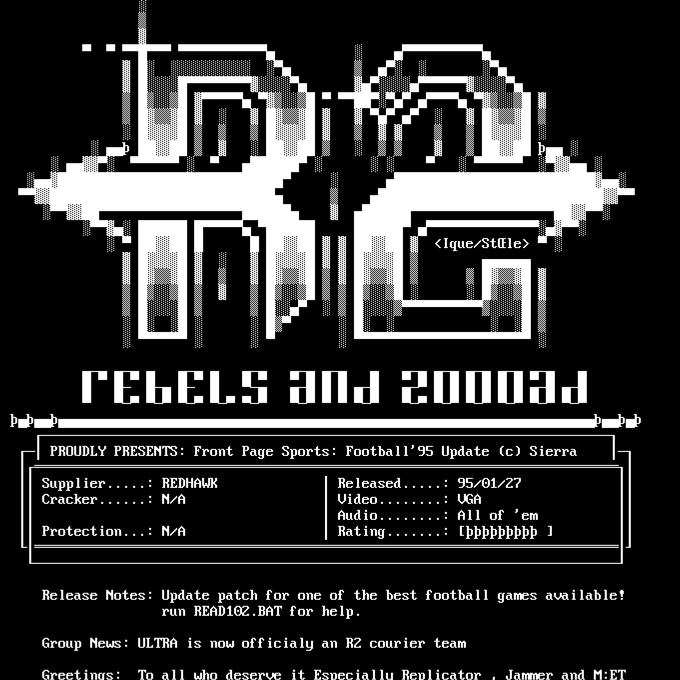 R2
<Ique/StŒle>
rEbELS and 2000ad
PROUDLY PRESENTS: Front Page Sports: Football'95 Update (c) Sierra
Supplier.....: REDHAWK
Released.....: 95/01/27
Cracker......: N/A
Video........: VGA
Audio........: All of 'em
Protection...: N/A
Rating.......: [þþþþþþþþþ ]
Release Notes: Update patch for one of the best football games available!
run READ102.BAT for help.
Group News: ULTRA is now officialy an R2 courier team
Greetings: To all who deserve it Especially Replicator , Jammer and M:ET